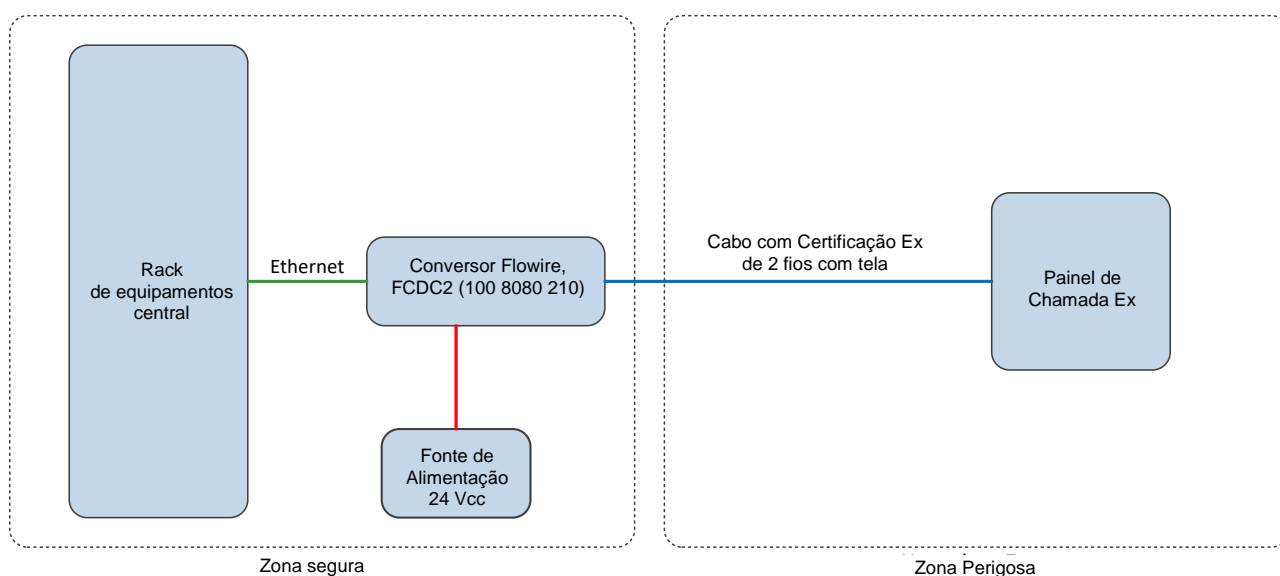 Rack
de equipamentos
central
Ethernet
Conversor Flowire,
FCDC2 (100 8080 210)
Fonte de
Alimentação
24 Vcc
Cabo com Certificação Ex
de 2 fios com tela
Painel de
Chamada Ex
Zona segura
Zona Perigosa